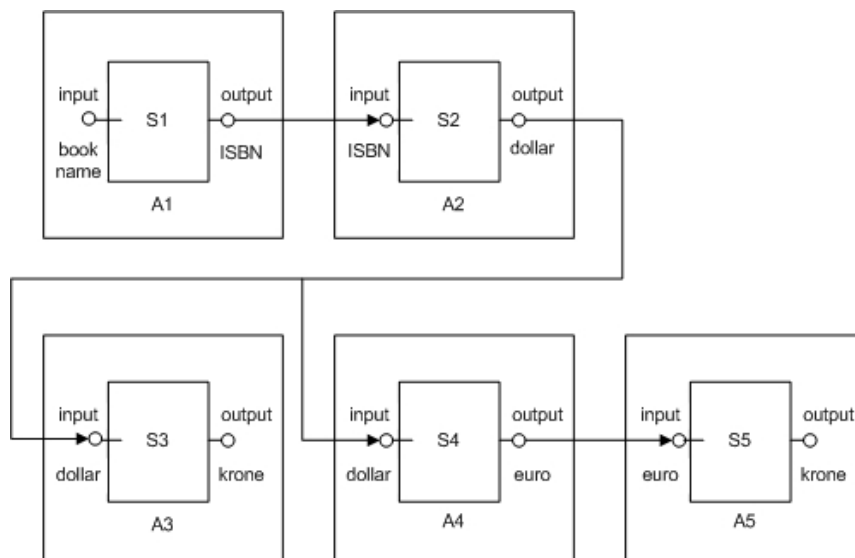 input
S1
output
book
name
ISBN
A1
input
S2
output
ISBN
dollar
A2
input
S3
output
dollar
krone
A3
input
S4
output
dollar
euro
A4
input
S5
output
euro
krone
A5